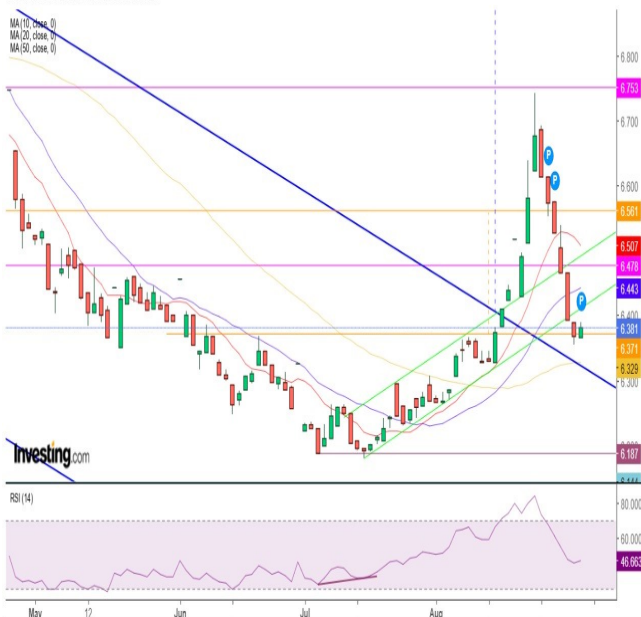 MA (10, close, 0)
MA (20, close, 0)
MA (50, close, 0)
6.800
6.753
6.700
P
P
6.600
6.561
6.507
6.478
6.443
P
6.400
6.381
6.371
6.329
6.300
6.187
Investing.com
RSI (14)
80.000
60.000
46.663
May
12
Jun
Jul
Aug